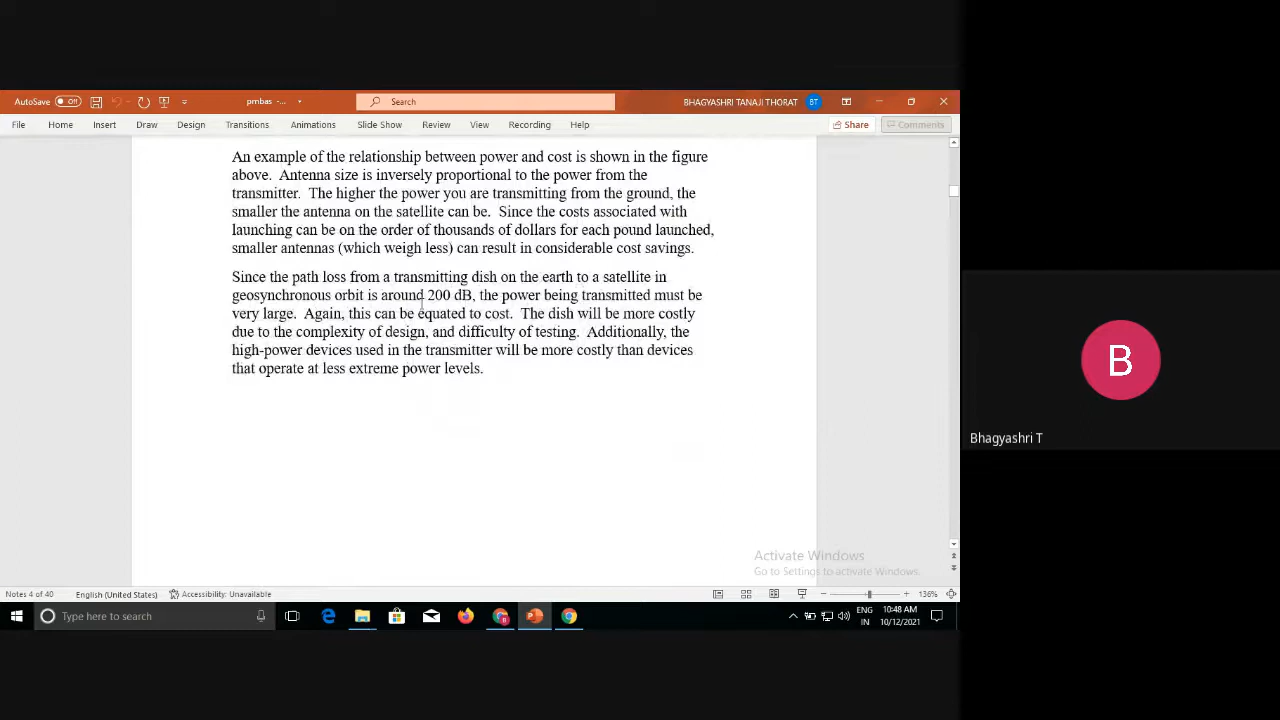 AutoSave Off pmbas -... Search BHAGYASHRI TANAJI THORAT BT
File Home Insert Draw Design Transitions Animations Slide Show Review View Recording Help Share Comments
An example of the relationship between power and cost is shown in the figure
above. Antenna size is inversely proportional to the power from the
transmitter. The higher the power you are transmitting from the ground, the
smaller the antenna on the satellite can be. Since the costs associated with
launching can be on the order of thousands of dollars for each pound launched,
smaller antennas (which weigh less) can result in considerable cost savings.
Since the path loss from a transmitting dish on the earth to a satellite in
geosynchronous orbit is around 200 dB, the power being transmitted must be
very large. Again, this can be equated to cost. The dish will be more costly
due to the complexity of design, and difficulty of testing. Additionally, the
high-power devices used in the transmitter will be more costly than devices
that operate at less extreme power levels.
B
Bhagyashri T
Activate Windows
Go to Settings to activate Windows.
Notes 4 of 40 English (United States) Accessibility: Unavailable 136%
Type here to search ENG 10:48 AM
IN 10/12/2021